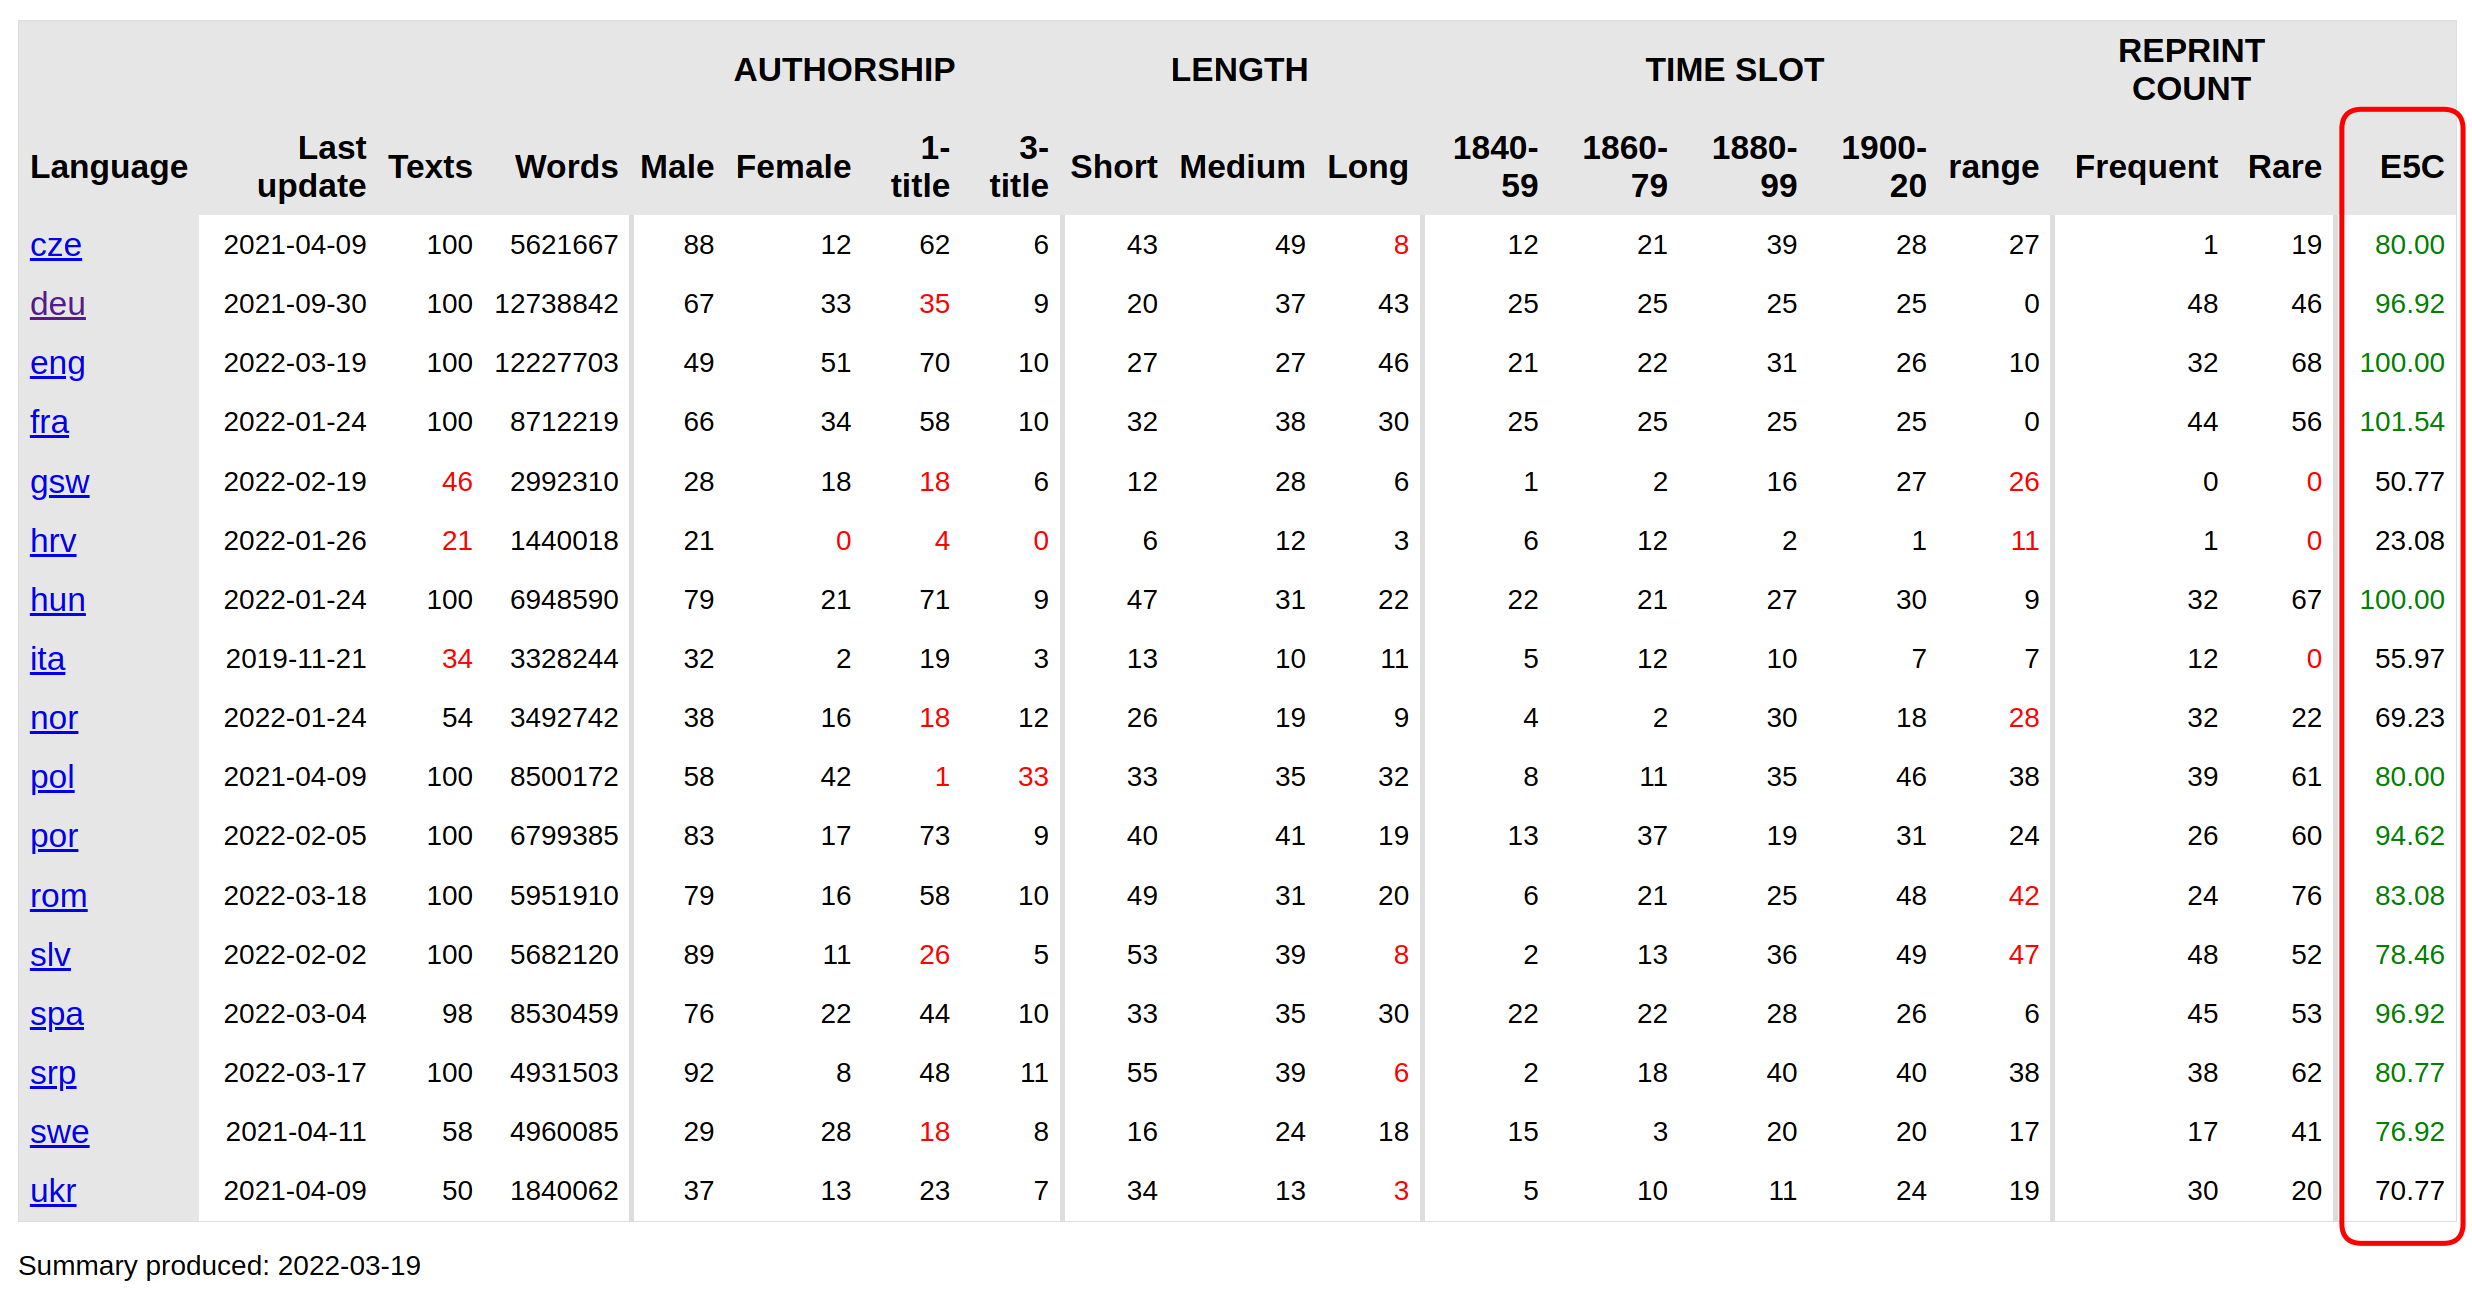 AUTHORSHIP LENGTH TIME SLOT REPRINT COUNT
Language Last update Texts Words Male Female 1-title 3-title Short Medium Long 1840-59 1860-79 1880-99 1900-20 range Frequent Rare E5C
cze 2021-04-09 100 5621667 88 12 62 6 43 49 8 12 21 39 28 27 1 19 80.00
deu 2021-09-30 100 12738842 67 33 35 9 20 37 43 25 25 25 25 0 48 46 96.92
eng 2022-03-19 100 12227703 49 51 70 10 27 27 46 21 22 31 26 10 32 68 100.00
fra 2022-01-24 100 8712219 66 34 58 10 32 38 30 25 25 25 25 0 44 56 101.54
gsw 2022-02-19 46 2992310 28 18 18 6 12 28 6 1 2 16 27 26 0 0 50.77
hrv 2022-01-26 21 1440018 21 0 4 0 6 12 3 6 12 2 1 11 1 0 23.08
hun 2022-01-24 100 6948590 79 21 71 9 47 31 22 22 21 27 30 9 32 67 100.00
ita 2019-11-21 34 3328244 32 2 19 3 13 10 11 5 12 10 7 7 12 0 55.97
nor 2022-01-24 54 3492742 38 16 18 12 26 19 9 4 2 30 18 28 32 22 69.23
pol 2021-04-09 100 8500172 58 42 1 33 33 35 32 8 11 35 46 38 39 61 80.00
por 2022-02-05 100 6799385 83 17 73 9 40 41 19 13 37 19 31 24 26 60 94.62
rom 2022-03-18 100 5951910 79 16 58 10 49 31 20 6 21 25 48 42 24 76 83.08
slv 2022-02-02 100 5682120 89 11 26 5 53 39 8 2 13 36 49 47 48 52 78.46
spa 2022-03-04 98 8530459 76 22 44 10 33 35 30 22 22 28 26 6 45 53 96.92
srp 2022-03-17 100 4931503 92 8 48 11 55 39 6 2 18 40 40 38 38 62 80.77
swe 2021-04-11 58 4960085 29 28 18 8 16 24 18 15 3 20 20 17 17 41 76.92
ukr 2021-04-09 50 1840062 37 13 23 7 34 13 3 5 10 11 24 19 30 20 70.77
Summary produced: 2022-03-19